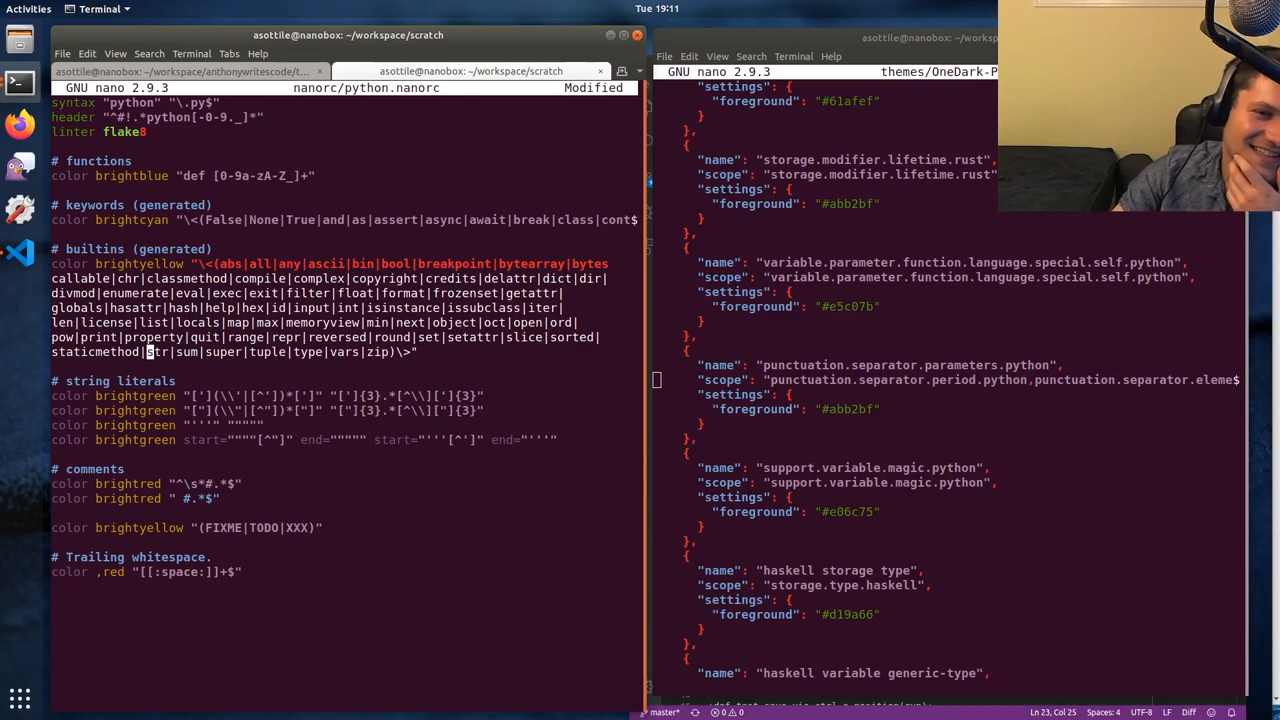 Activities
Terminal
Tue 19:11
asottile@nanobox: ~/workspace/scratch
File Edit View Search Terminal Tabs Help
asottile@nanobox: ~/workspace/anthonywritescode/t...
asottile@nanobox: ~/workspace/scratch
GNU nano 2.9.3 nanorc/python.nanorc Modified
syntax "python" "\.py$"
header "^#!.*python[-0-9._]*"
linter flake8
# functions
color brightblue "def [0-9a-zA-Z_]+"
# keywords (generated)
color brightcyan "\<(False|None|True|and|as|assert|async|await|break|class|cont$
# builtins (generated)
color brightyellow "\<(abs|all|any|ascii|bin|bool|breakpoint|bytearray|bytes
callable|chr|classmethod|compile|complex|copyright|credits|delattr|dict|dir|
divmod|enumerate|eval|exec|exit|filter|float|format|frozenset|getattr|
globals|hasattr|hash|help|hex|id|input|int|isinstance|issubclass|iter|
len|license|list|locals|map|max|memoryview|min|next|object|oct|open|ord|
pow|print|property|quit|range|repr|reversed|round|set|setattr|slice|sorted|
staticmethod|str|sum|super|tuple|type|vars|zip)\>"
# string literals
color brightgreen "['](\\'|[^'])*[']" "[']{3}.*[^\\][']{3}"
color brightgreen "["](\\"|[^"])*["]" "["]{3}.*[^\\]["]{3}"
color brightgreen "'''" """""
color brightgreen start=""""[^"]" end=""""" start="'''[^']" end="'''"
# comments
color brightred "^\s*#.*$"
color brightred " #.*$"
color brightyellow "(FIXME|TODO|XXX)"
# Trailing whitespace.
color ,red "[[:space:]]+$"
asottile@nanobox: ~/works
File Edit View Search Terminal Help
GNU nano 2.9.3 themes/OneDark-P
"settings": {
"foreground": "#61afef"
}
},
{
"name": "storage.modifier.lifetime.rust",
"scope": "storage.modifier.lifetime.rust"
"settings": {
"foreground": "#abb2bf"
}
},
{
"name": "variable.parameter.function.language.special.self.python",
"scope": "variable.parameter.function.language.special.self.python",
"settings": {
"foreground": "#e5c07b"
}
},
{
"name": "punctuation.separator.parameters.python",
"scope": "punctuation.separator.period.python,punctuation.separator.eleme$
"settings": {
"foreground": "#abb2bf"
}
},
{
"name": "support.variable.magic.python",
"scope": "support.variable.magic.python",
"settings": {
"foreground": "#e06c75"
}
},
{
"name": "haskell storage type",
"scope": "storage.type.haskell",
"settings": {
"foreground": "#d19a66"
}
},
{
"name": "haskell variable generic-type",
master* 0 0 Ln 23, Col 25 Spaces: 4 UTF-8 LF Diff